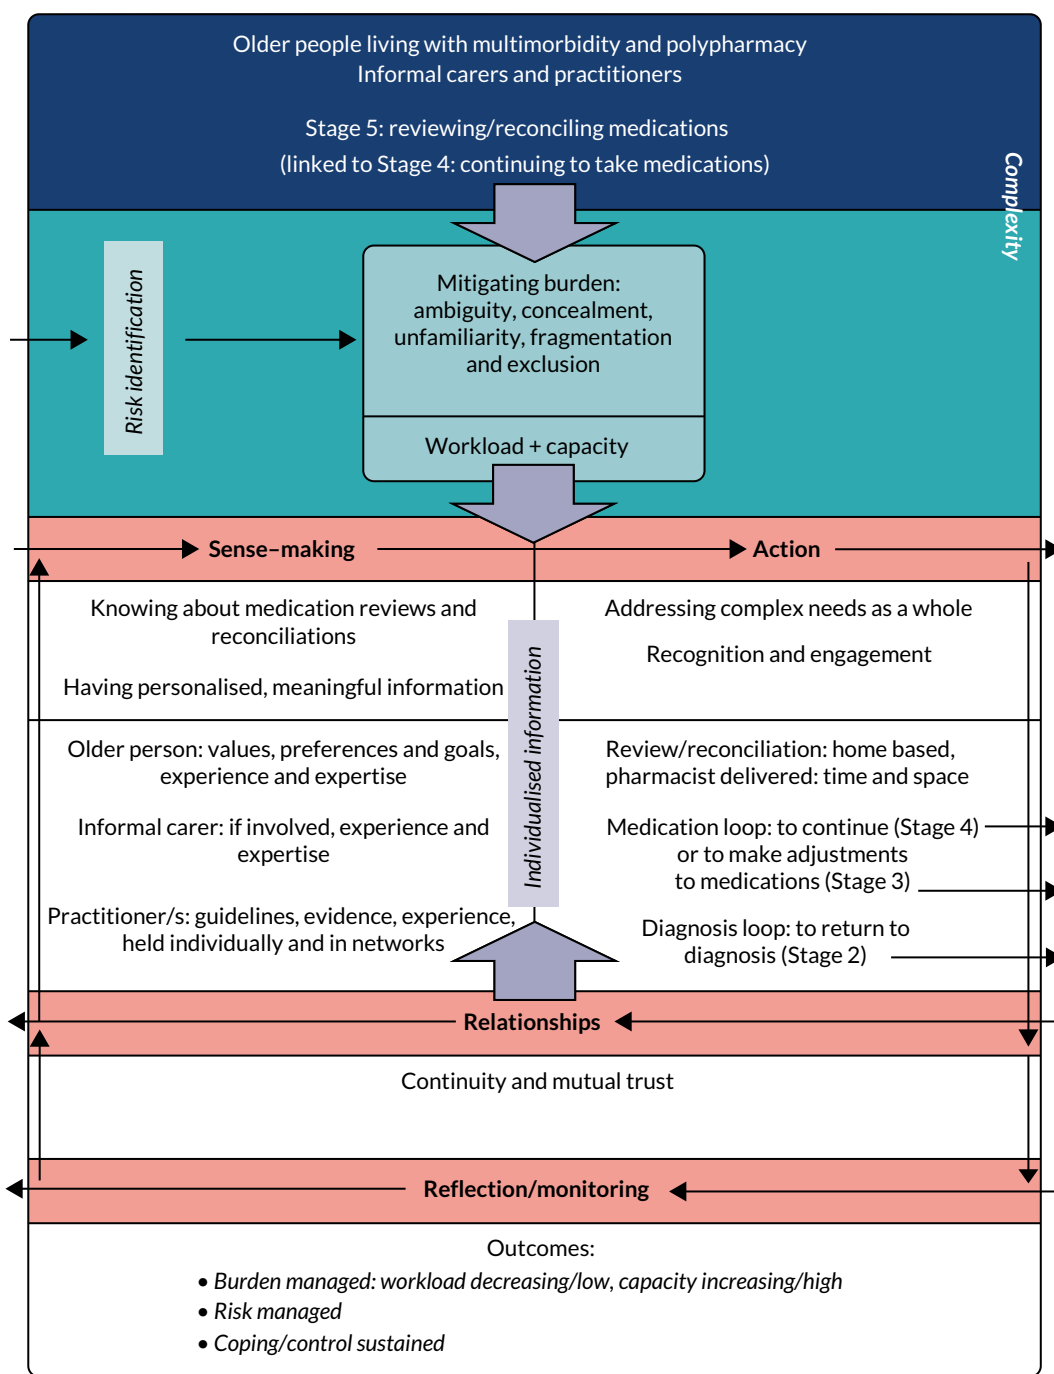 Older people living with multimorbidity and polypharmacy
Informal carers and practitioners
Stage 5: reviewing/reconciling medications
(linked to Stage 4: continuing to take medications)
Complexity
Risk identification
Mitigating burden:
ambiguity, concealment,
unfamiliarity, fragmentation
and exclusion
Workload + capacity
Sense–making
Action
Knowing about medication reviews and
reconciliations
Having personalised, meaningful information
Addressing complex needs as a whole
Recognition and engagement
Individualised information
Older person: values, preferences and goals,
experience and expertise
Informal carer: if involved, experience and
expertise
Practitioner/s: guidelines, evidence, experience,
held individually and in networks
Review/reconciliation: home based,
pharmacist delivered: time and space
Medication loop: to continue (Stage 4)
or to make adjustments
to medications (Stage 3)
Diagnosis loop: to return to
diagnosis (Stage 2)
Relationships
Continuity and mutual trust
Reflection/monitoring
Outcomes:
• Burden managed: workload decreasing/low, capacity increasing/high
• Risk managed
• Coping/control sustained